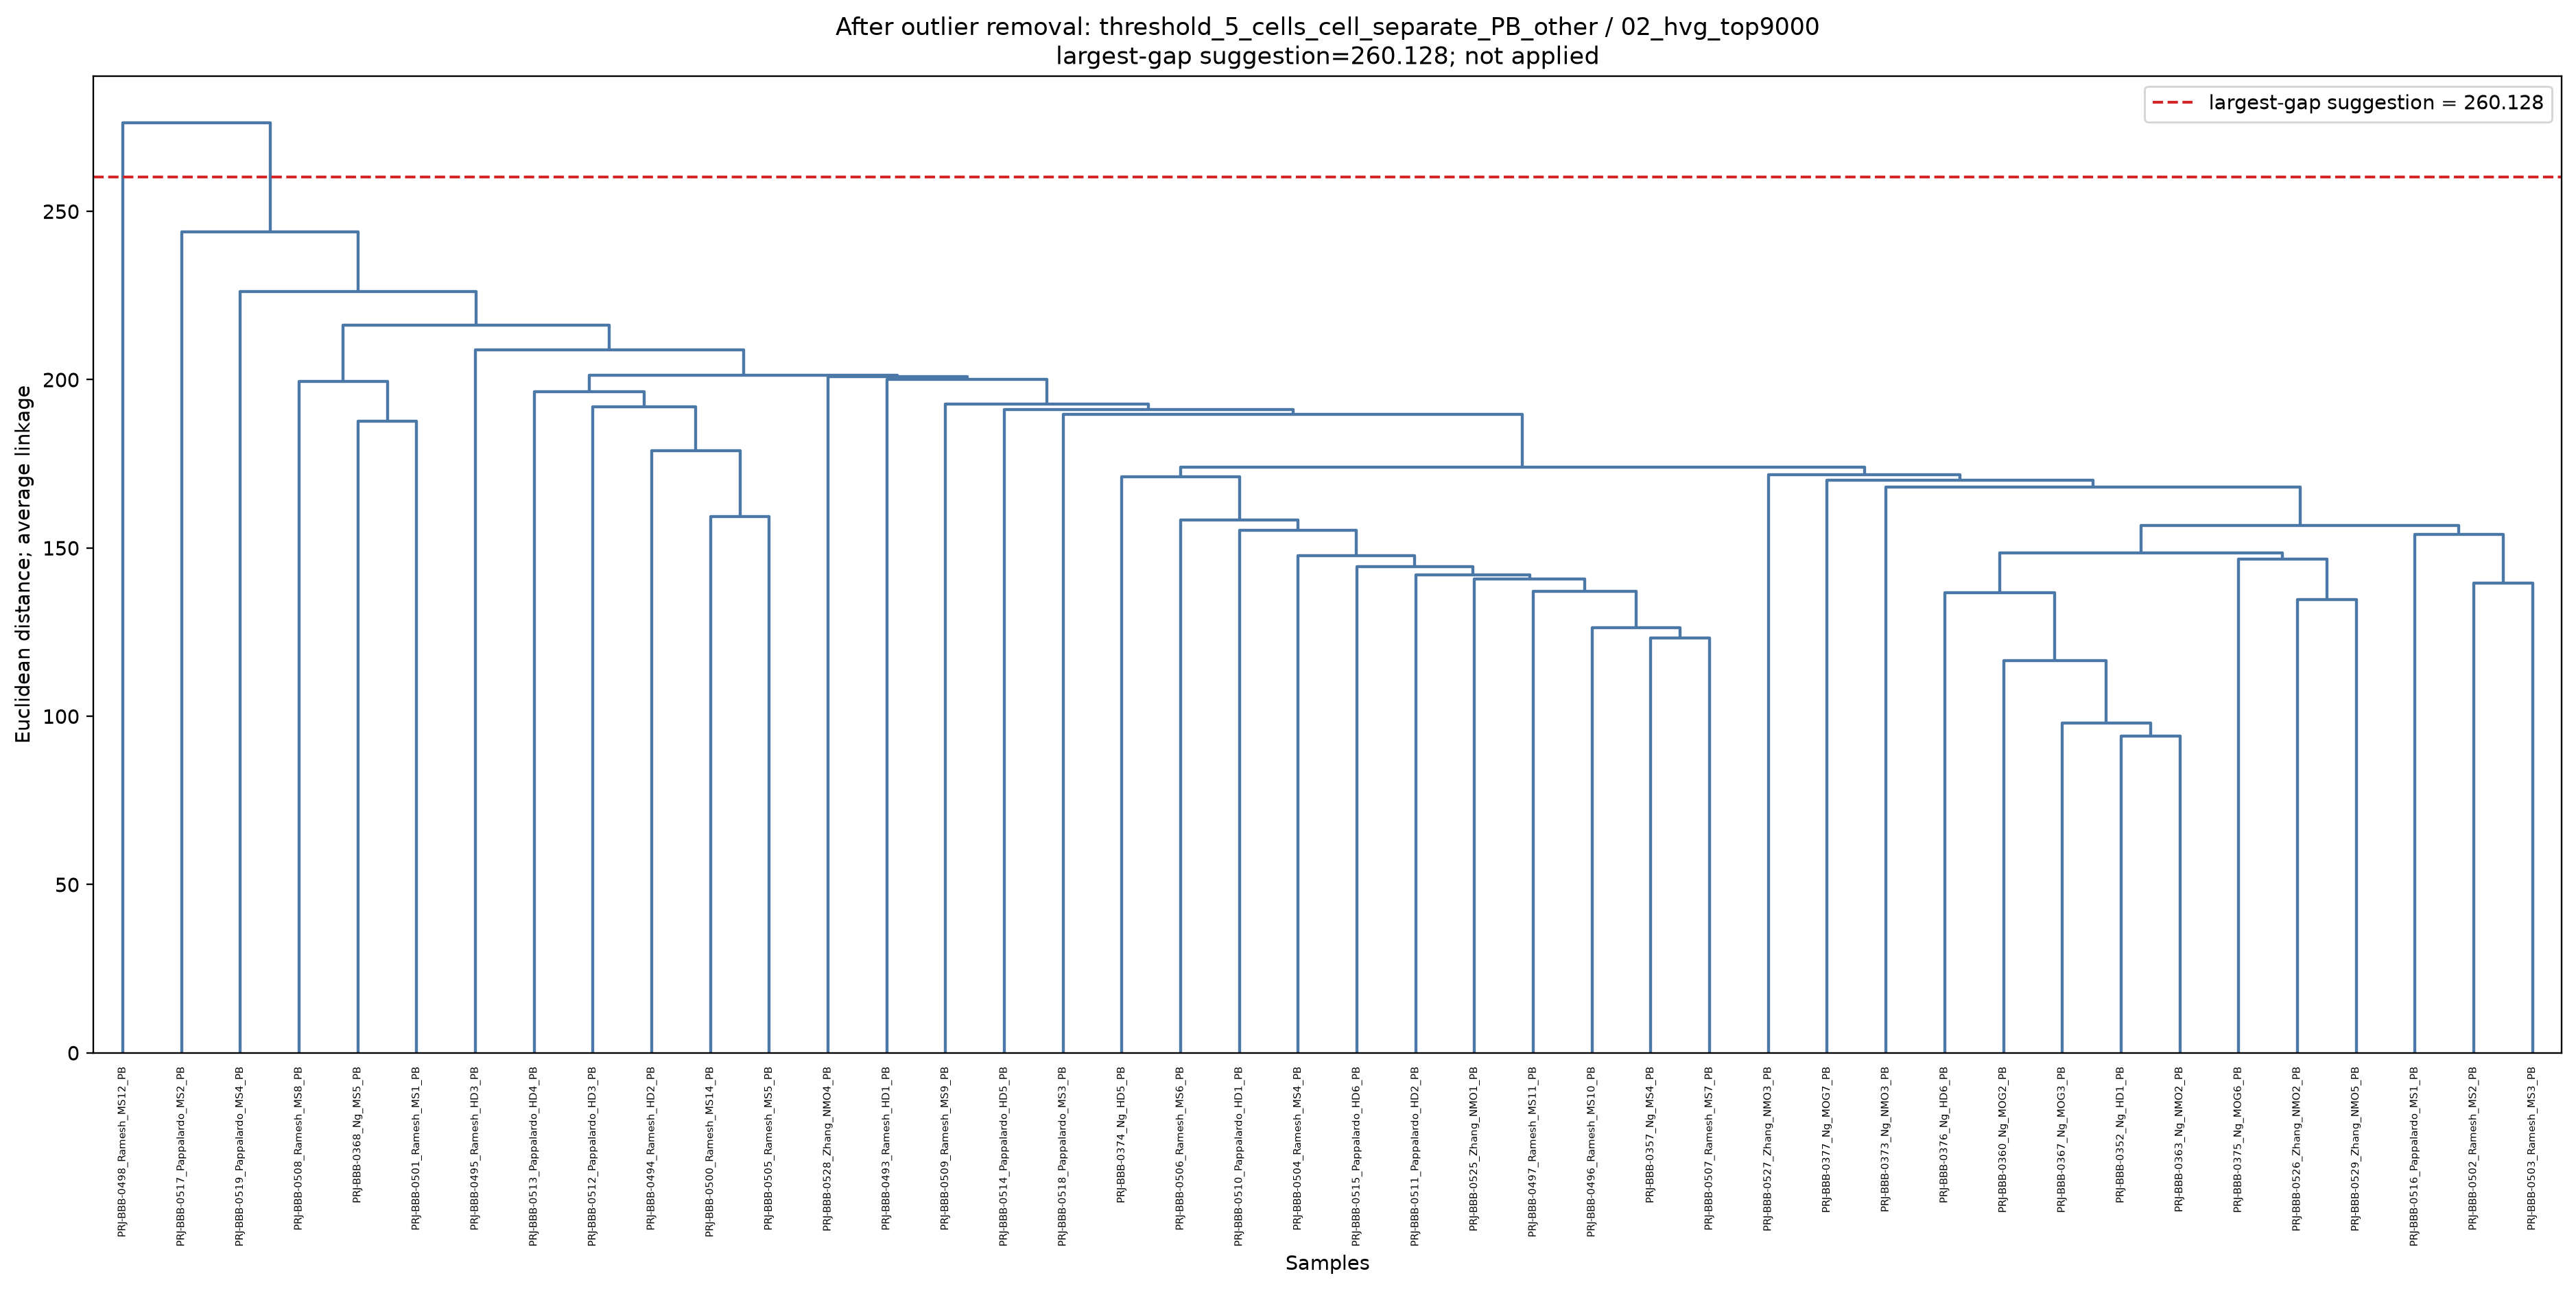 After outlier removal: threshold_5_cells_cell_separate_PB_other / 02_hvg_top9000
largest-gap suggestion=260.128; not applied
largest-gap suggestion = 260.128
Euclidean distance; average linkage
250
200
150
100
50
0
PRJ-BBB-0498_Ramesh_MS12_PB
PRJ-BBB-0517_Pappalardo_MS2_PB
PRJ-BBB-0519_Pappalardo_MS4_PB
PRJ-BBB-0508_Ramesh_MS8_PB
PRJ-BBB-0368_Ng_MS5_PB
PRJ-BBB-0501_Ramesh_MS1_PB
PRJ-BBB-0495_Ramesh_HD3_PB
PRJ-BBB-0513_Pappalardo_HD4_PB
PRJ-BBB-0512_Pappalardo_HD3_PB
PRJ-BBB-0494_Ramesh_HD2_PB
PRJ-BBB-0500_Ramesh_MS14_PB
PRJ-BBB-0505_Ramesh_MS5_PB
PRJ-BBB-0528_Zhang_NMO4_PB
PRJ-BBB-0493_Ramesh_HD1_PB
PRJ-BBB-0509_Ramesh_MS9_PB
PRJ-BBB-0514_Pappalardo_HD5_PB
PRJ-BBB-0518_Pappalardo_MS3_PB
PRJ-BBB-0374_Ng_HD5_PB
PRJ-BBB-0506_Ramesh_MS6_PB
PRJ-BBB-0510_Pappalardo_HD1_PB
PRJ-BBB-0504_Ramesh_MS4_PB
PRJ-BBB-0515_Pappalardo_HD6_PB
PRJ-BBB-0511_Pappalardo_HD2_PB
PRJ-BBB-0525_Zhang_NMO1_PB
PRJ-BBB-0497_Ramesh_MS11_PB
PRJ-BBB-0496_Ramesh_MS10_PB
PRJ-BBB-0357_Ng_MS4_PB
PRJ-BBB-0507_Ramesh_MS7_PB
PRJ-BBB-0527_Zhang_NMO3_PB
PRJ-BBB-0377_Ng_MOG7_PB
PRJ-BBB-0373_Ng_NMO3_PB
PRJ-BBB-0376_Ng_HD6_PB
PRJ-BBB-0360_Ng_MOG2_PB
PRJ-BBB-0367_Ng_MOG3_PB
PRJ-BBB-0352_Ng_HD1_PB
PRJ-BBB-0363_Ng_NMO2_PB
PRJ-BBB-0375_Ng_MOG6_PB
PRJ-BBB-0526_Zhang_NMO2_PB
PRJ-BBB-0529_Zhang_NMO5_PB
PRJ-BBB-0516_Pappalardo_MS1_PB
PRJ-BBB-0502_Ramesh_MS2_PB
PRJ-BBB-0503_Ramesh_MS3_PB
Samples